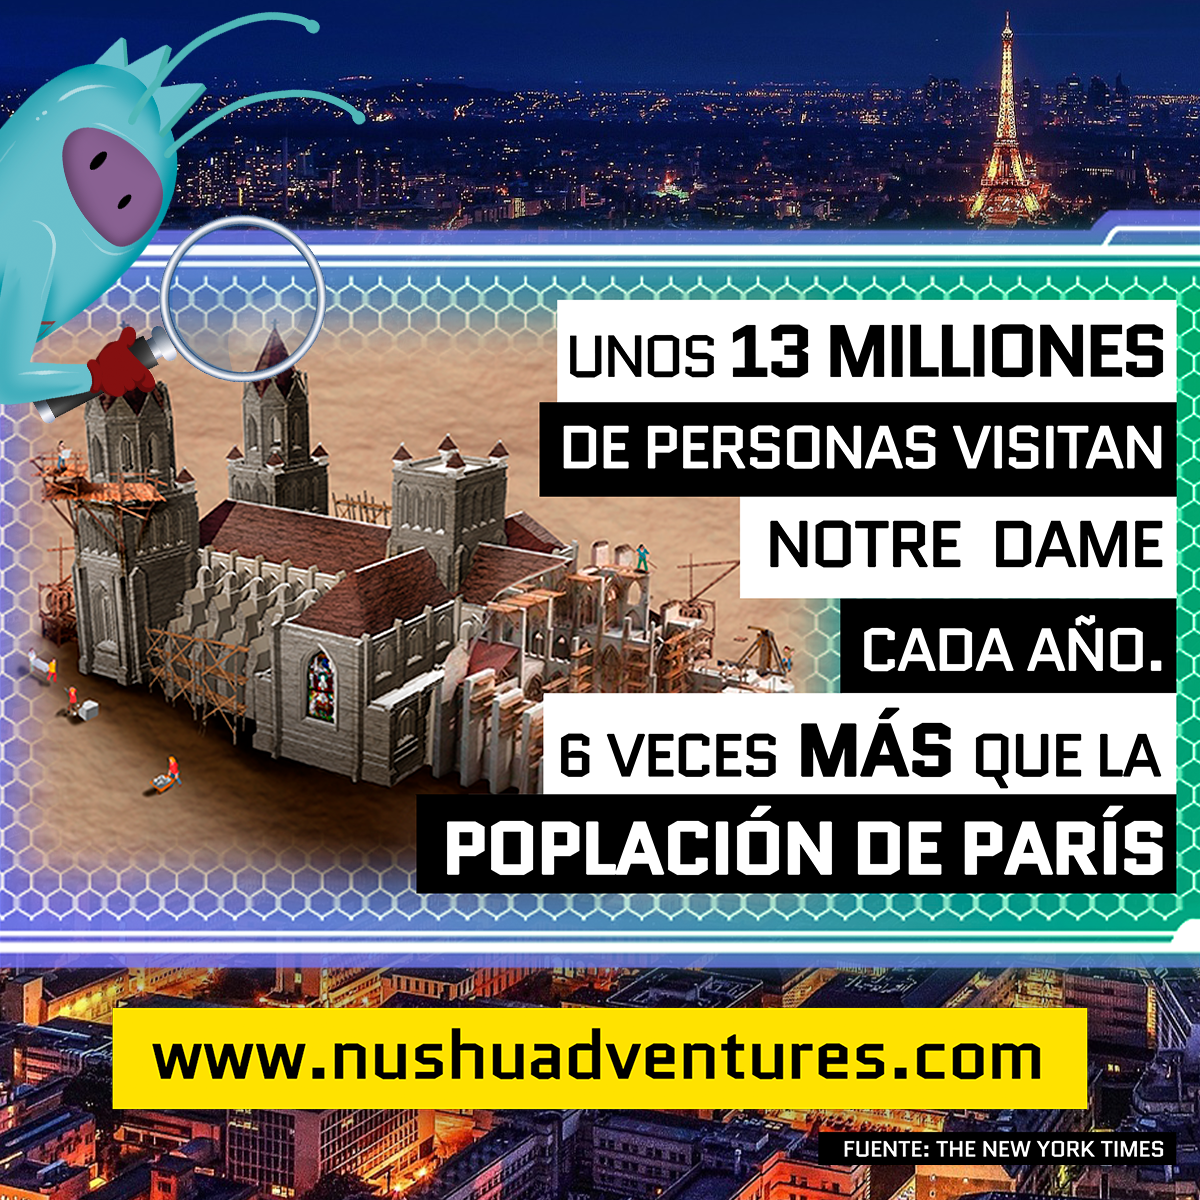 UNOS 13 MILLIONES
DE PERSONAS VISITAN
NOTRE DAME
CADA AÑO.
6 VECES MÁS QUE LA
POPLACIÓN DE PARÍS
www.nushuadventures.com
FUENTE: THE NEW YORK TIMES